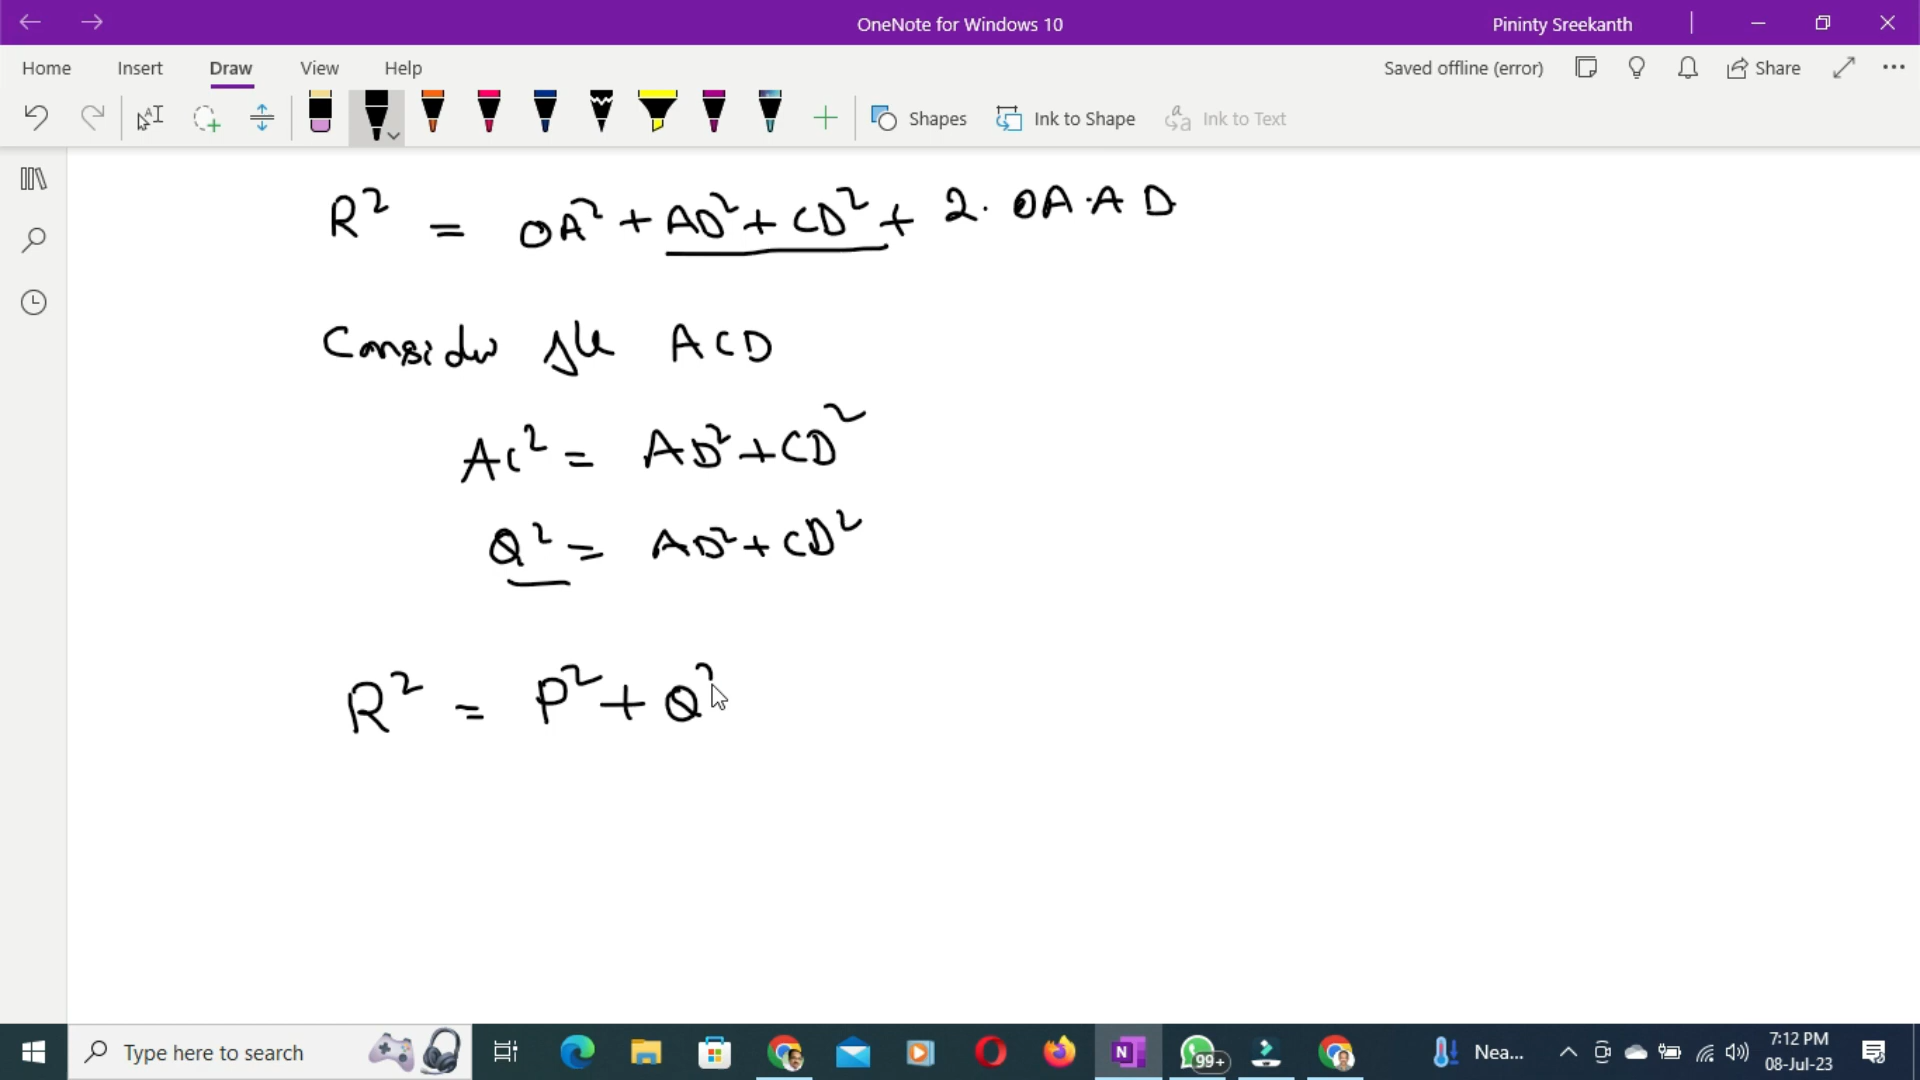 OneNote for Windows 10
Pininty Sreekanth
Home Insert Draw View Help
Saved offline (error) Share
Shapes Ink to Shape Ink to Text
R² = OA² + AD² + CD² + 2. OA·AD
Consider gle ACD
AC² = AD² + CD²
Q² = AD² + CD²
R² = P² + Q²
Type here to search
99+
Nea...
7:12 PM
08-Jul-23